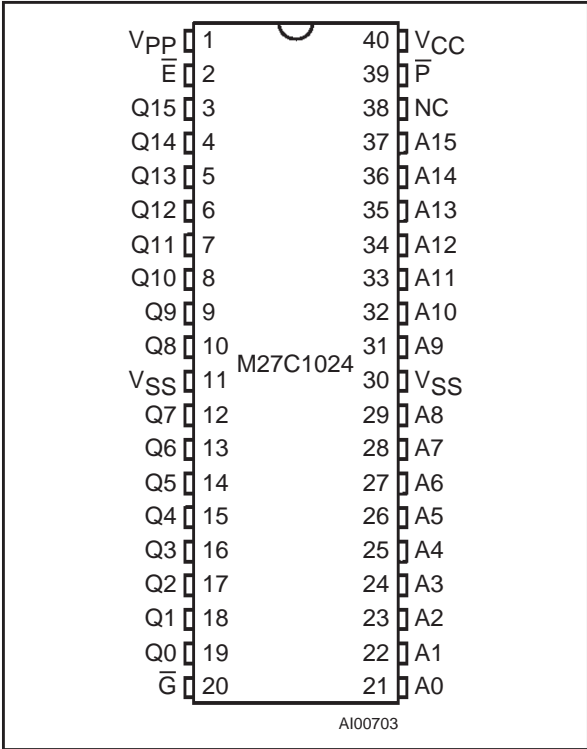 VPP 1 40 VCC
E̅ 2 39 P̅
Q15 3 38 NC
Q14 4 37 A15
Q13 5 36 A14
Q12 6 35 A13
Q11 7 34 A12
Q10 8 33 A11
Q9 9 32 A10
Q8 10 31 A9
M27C1024
VSS 11 30 VSS
Q7 12 29 A8
Q6 13 28 A7
Q5 14 27 A6
Q4 15 26 A5
Q3 16 25 A4
Q2 17 24 A3
Q1 18 23 A2
Q0 19 22 A1
G̅ 20 21 A0
AI00703